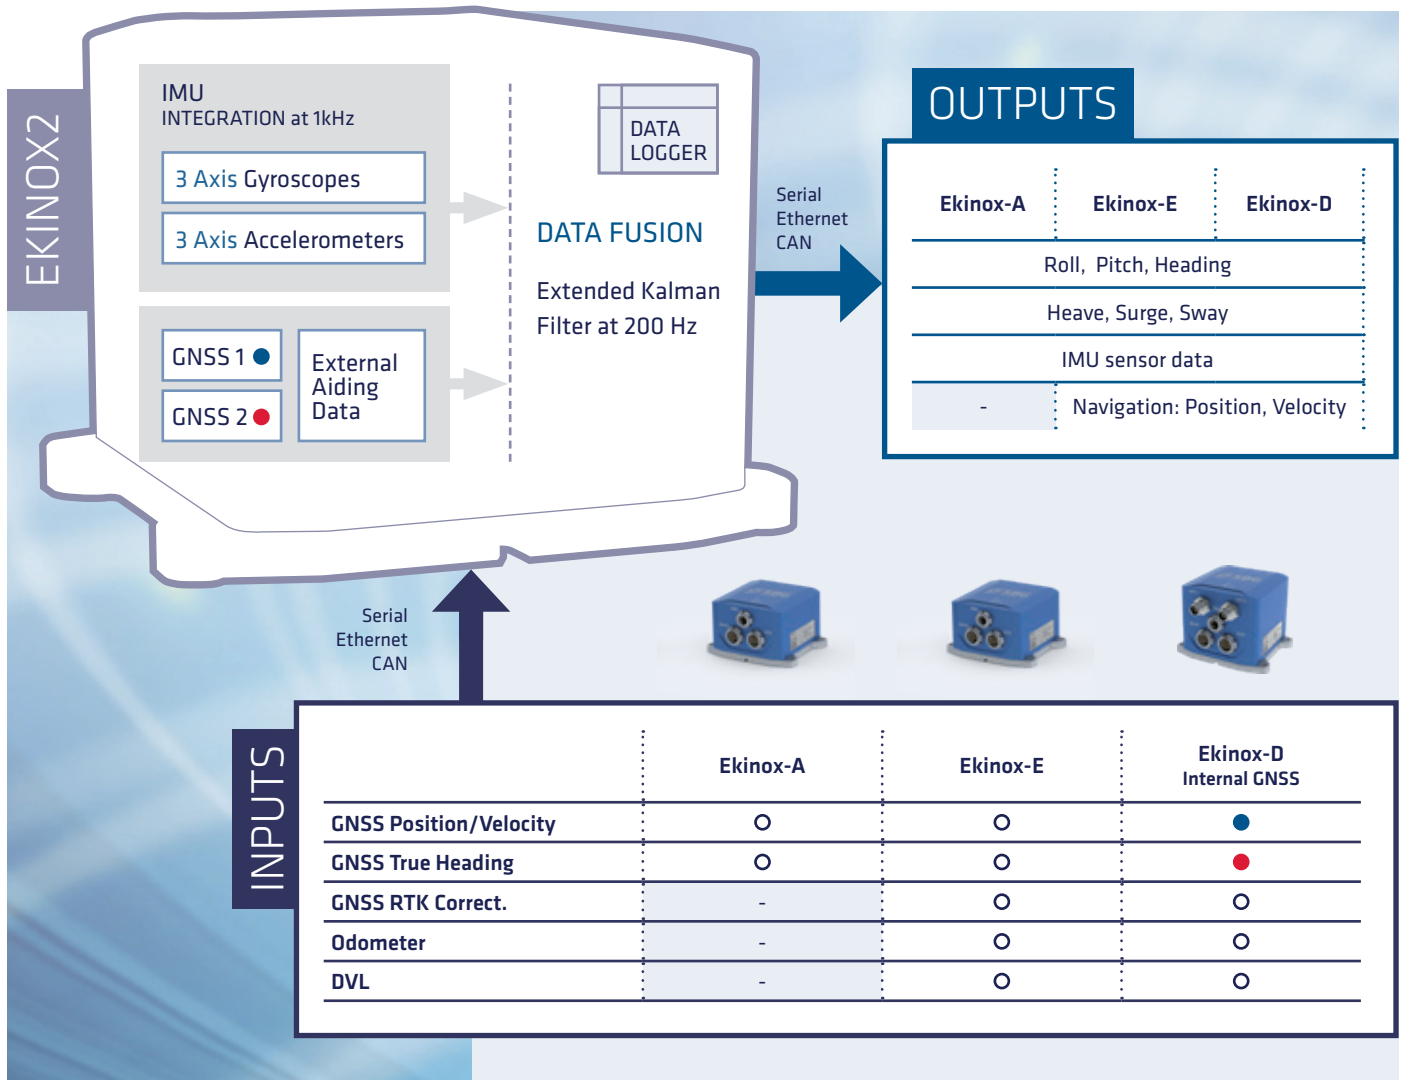 EKINOX2
IMU
INTEGRATION at 1kHz
3 Axis Gyroscopes
3 Axis Accelerometers
GNSS 1
GNSS 2
External
Aiding
Data
DATA
LOGGER
DATA FUSION
Extended Kalman
Filter at 200 Hz
Serial
Ethernet
CAN
OUTPUTS
Ekinox-A Ekinox-E Ekinox-D
Roll, Pitch, Heading
Heave, Surge, Sway
IMU sensor data
- Navigation: Position, Velocity
Serial
Ethernet
CAN
INPUTS
Ekinox-A Ekinox-E Ekinox-D
Internal GNSS
GNSS Position/Velocity
GNSS True Heading
GNSS RTK Correct. -
Odometer -
DVL -